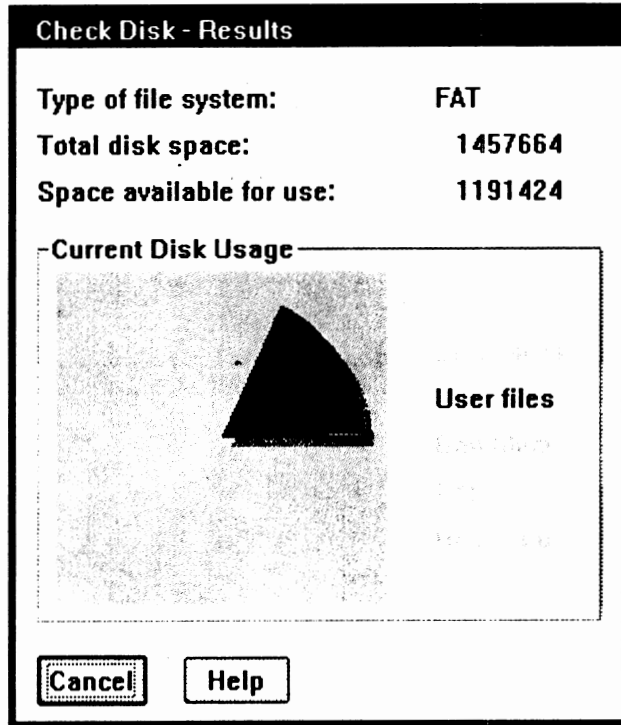 Check Disk - Results
Type of file system: FAT
Total disk space: 1457664
Space available for use: 1191424
Current Disk Usage
User files
Cancel Help